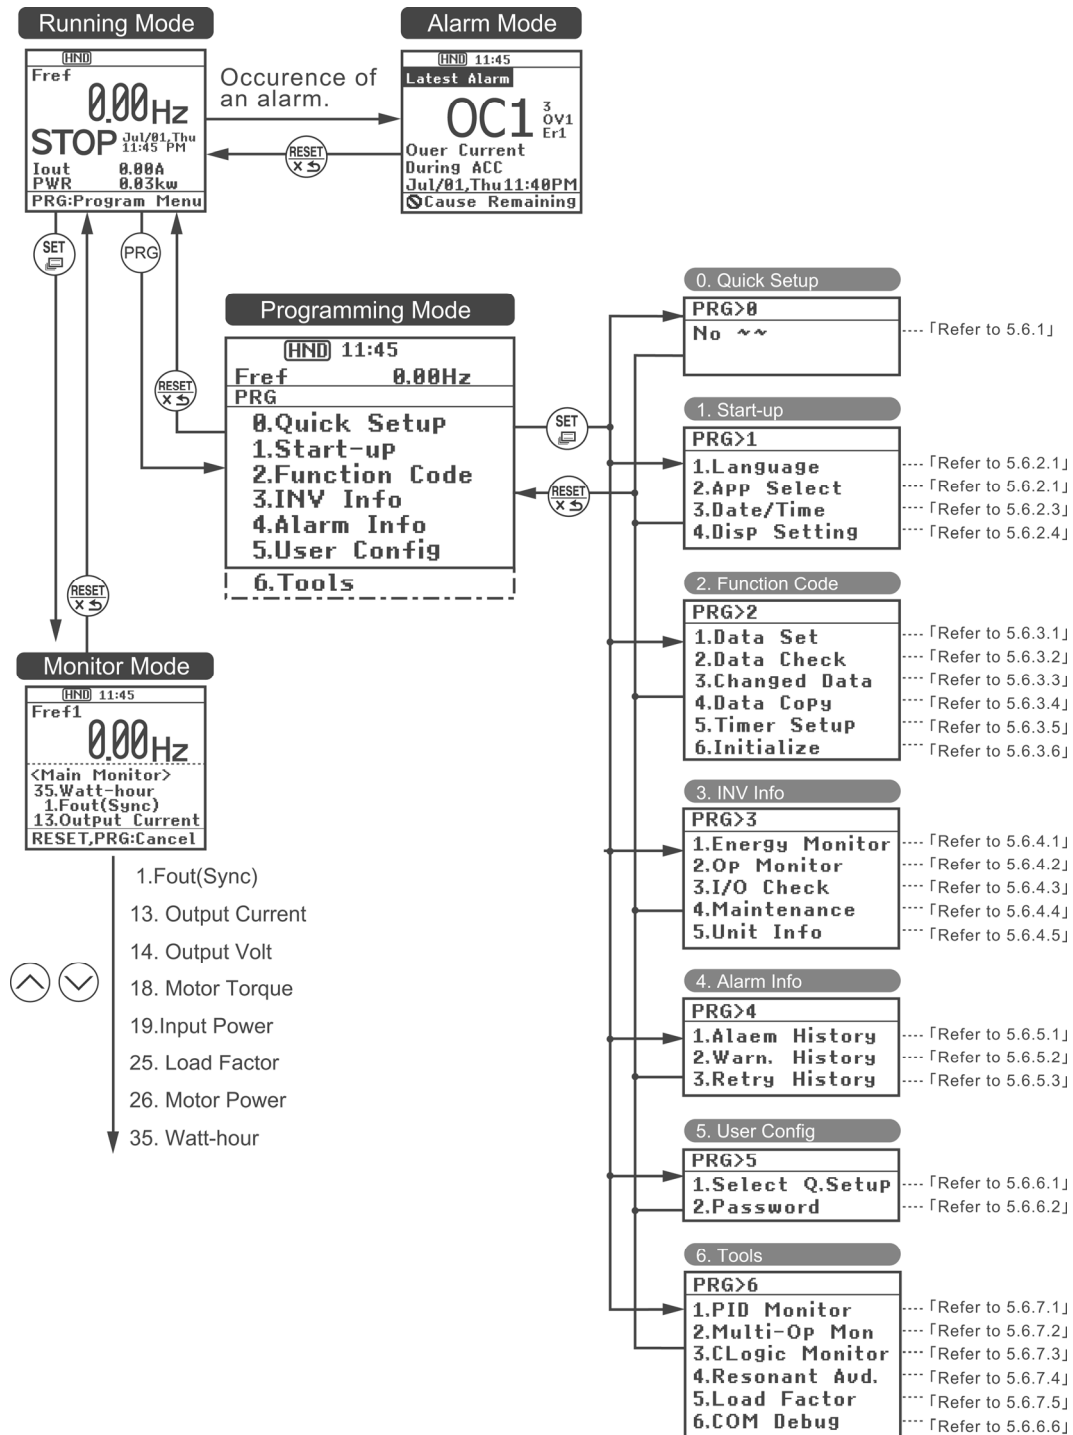 Running Mode
HND
Fref
0.00Hz
STOP
Jul/01,Thu
11:45 PM
Iout 0.00A
PWR 0.03kw
PRG:Program Menu
Occurence of
an alarm.
RESET
Alarm Mode
HND 11:45
Latest Alarm
OC1
3
OV1
Er1
Ouer Current
During ACC
Jul/01,Thu11:40PM
Cause Remaining
SET
PRG
RESET
RESET
Programming Mode
HND 11:45
Fref 0.00Hz
PRG
0.Quick Setup
1.Start-up
2.Function Code
3.INV Info
4.Alarm Info
5.User Config
6.Tools
SET
RESET
Monitor Mode
HND 11:45
Fref1
0.00Hz
<Main Monitor>
35.Watt-hour
1.Fout(Sync)
13.Output Current
RESET,PRG:Cancel
1.Fout(Sync)
13. Output Current
14. Output Volt
18. Motor Torque
19.Input Power
25. Load Factor
26. Motor Power
35. Watt-hour
0. Quick Setup
PRG>0
No ~~ ---- 「Refer to 5.6.1」
1. Start-up
PRG>1
1.Language ---- 「Refer to 5.6.2.1」
2.App Select ---- 「Refer to 5.6.2.1」
3.Date/Time ---- 「Refer to 5.6.2.3」
4.Disp Setting ---- 「Refer to 5.6.2.4」
2. Function Code
PRG>2
1.Data Set ---- 「Refer to 5.6.3.1」
2.Data Check ---- 「Refer to 5.6.3.2」
3.Changed Data ---- 「Refer to 5.6.3.3」
4.Data Copy ---- 「Refer to 5.6.3.4」
5.Timer Setup ---- 「Refer to 5.6.3.5」
6.Initialize ---- 「Refer to 5.6.3.6」
3. INV Info
PRG>3
1.Energy Monitor ---- 「Refer to 5.6.4.1」
2.Op Monitor ---- 「Refer to 5.6.4.2」
3.I/O Check ---- 「Refer to 5.6.4.3」
4.Maintenance ---- 「Refer to 5.6.4.4」
5.Unit Info ---- 「Refer to 5.6.4.5」
4. Alarm Info
PRG>4
1.Alaem History ---- 「Refer to 5.6.5.1」
2.Warn. History ---- 「Refer to 5.6.5.2」
3.Retry History ---- 「Refer to 5.6.5.3」
5. User Config
PRG>5
1.Select Q.Setup ---- 「Refer to 5.6.6.1」
2.Password ---- 「Refer to 5.6.6.2」
6. Tools
PRG>6
1.PID Monitor ---- 「Refer to 5.6.7.1」
2.Multi-Op Mon ---- 「Refer to 5.6.7.2」
3.CLogic Monitor ---- 「Refer to 5.6.7.3」
4.Resonant Avd. ---- 「Refer to 5.6.7.4」
5.Load Factor ---- 「Refer to 5.6.7.5」
6.COM Debug ---- 「Refer to 5.6.6.6」